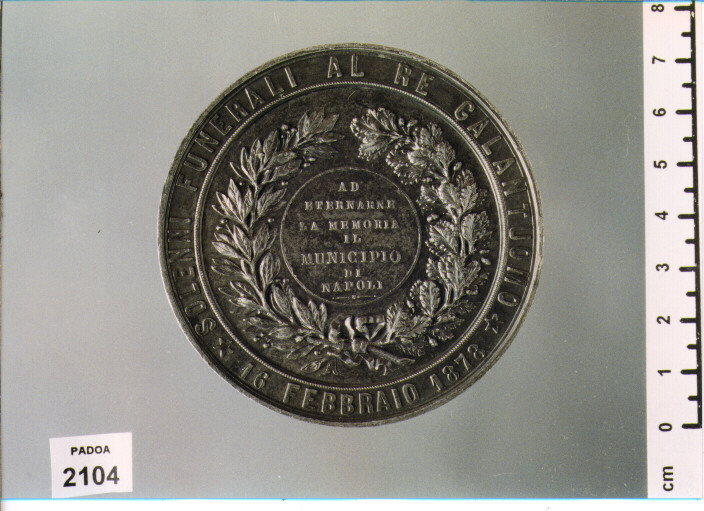 SOLENNI FUNERALI AL RE GALANTUOMO
16 FEBBRAIO 1878
AD
ETERNARNE
LA MEMORIA
IL
MUNICIPIO
DI
NAPOLI
PADOA
2104
8
7
6
5
4
3
2
1
0
cm